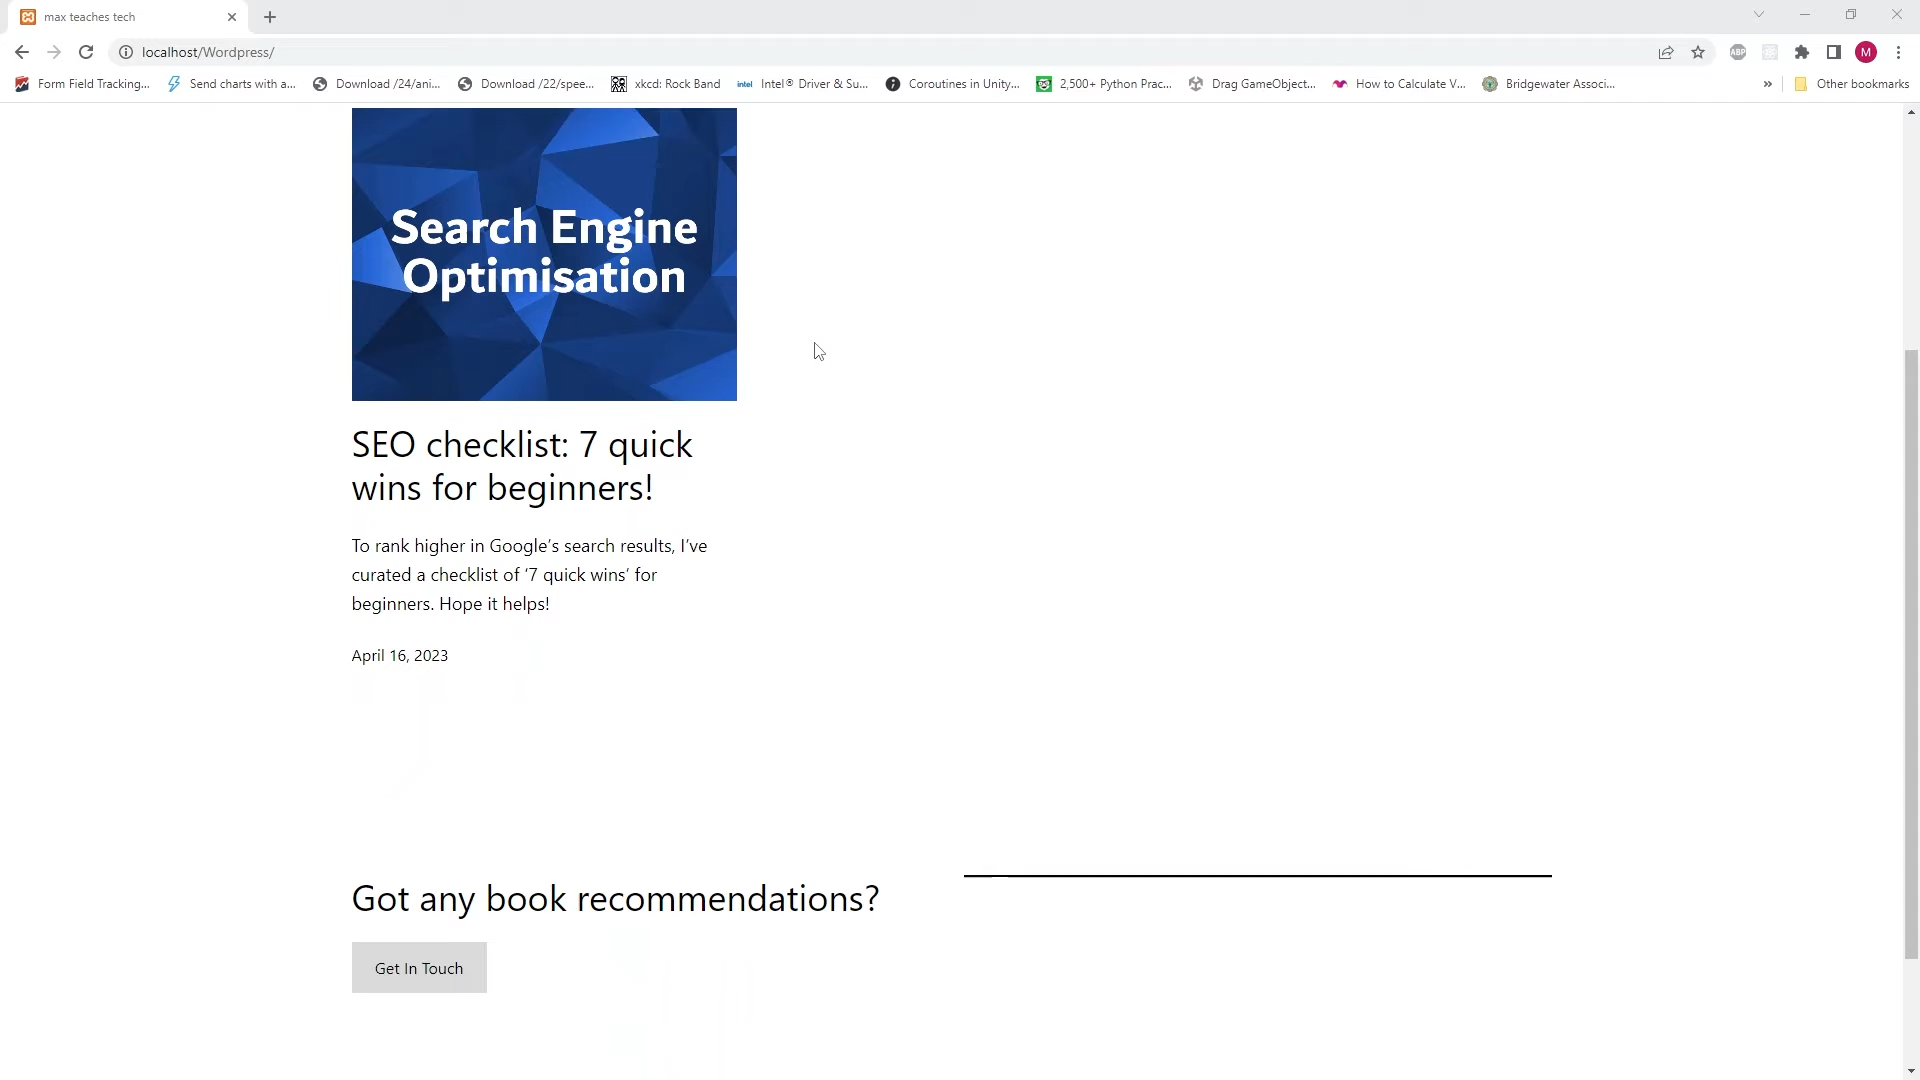 max teaches tech
localhost/Wordpress/
ABP
M
Form Field Tracking...
Send charts with a...
Download /24/ani...
Download /22/spee...
xkcd: Rock Band
intel
Intel® Driver & Su...
Coroutines in Unity...
2,500+ Python Prac...
Drag GameObject...
How to Calculate V...
Bridgewater Associ...
»
Other bookmarks
Search Engine
Optimisation
SEO checklist: 7 quick
wins for beginners!
To rank higher in Google’s search results, I’ve
curated a checklist of ‘7 quick wins’ for
beginners. Hope it helps!
April 16, 2023
Got any book recommendations?
Get In Touch